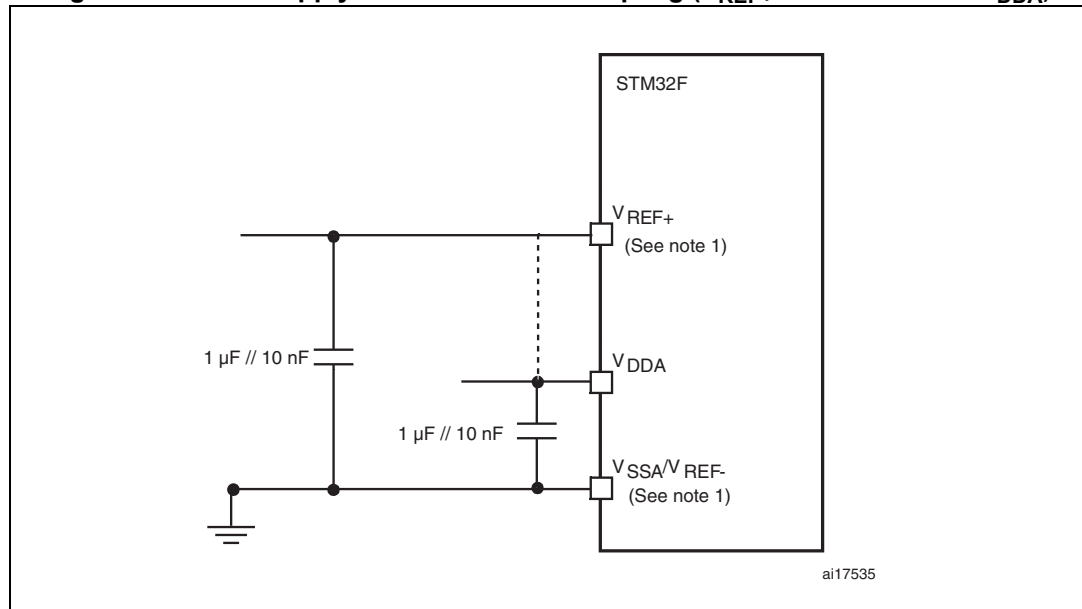 STM32F
VREF+
(See note 1)
1 µF // 10 nF
VDDA
1 µF // 10 nF
VSSA/VREF-
(See note 1)
ai17535